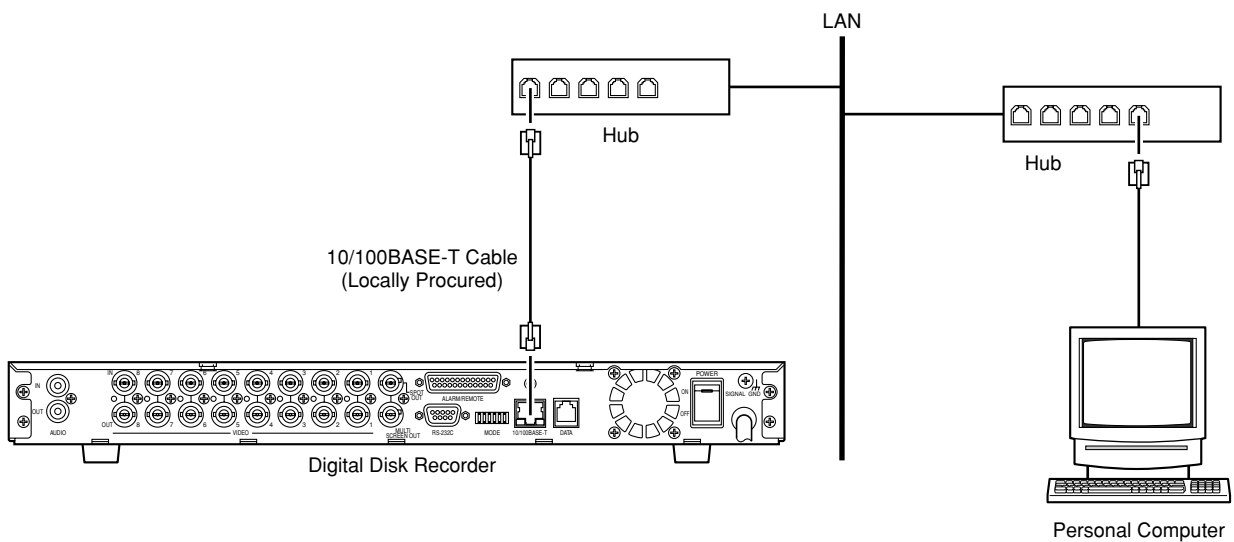 LAN
Hub
Hub
10/100BASE-T Cable
(Locally Procured)
IN
OUT
AUDIO
IN 8 7 6 5 4 3 2 1
OUT 8 7 6 5 4 3 2 1
VIDEO
SPOT
OUT
MULTI
SCREEN OUT
ALARM/REMOTE
RS-232C
MODE
10/100BASE-T
DATA
POWER
ON
OFF
SIGNAL GND
Digital Disk Recorder
Personal Computer